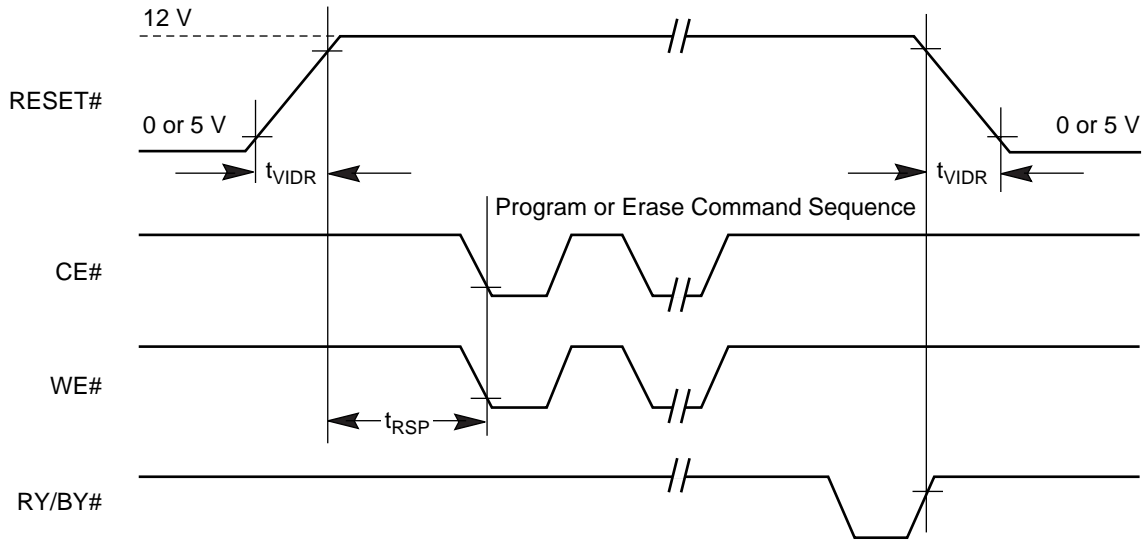 12 V
RESET#
0 or 5 V
0 or 5 V
tVIDR
tVIDR
Program or Erase Command Sequence
CE#
WE#
tRSP
RY/BY#